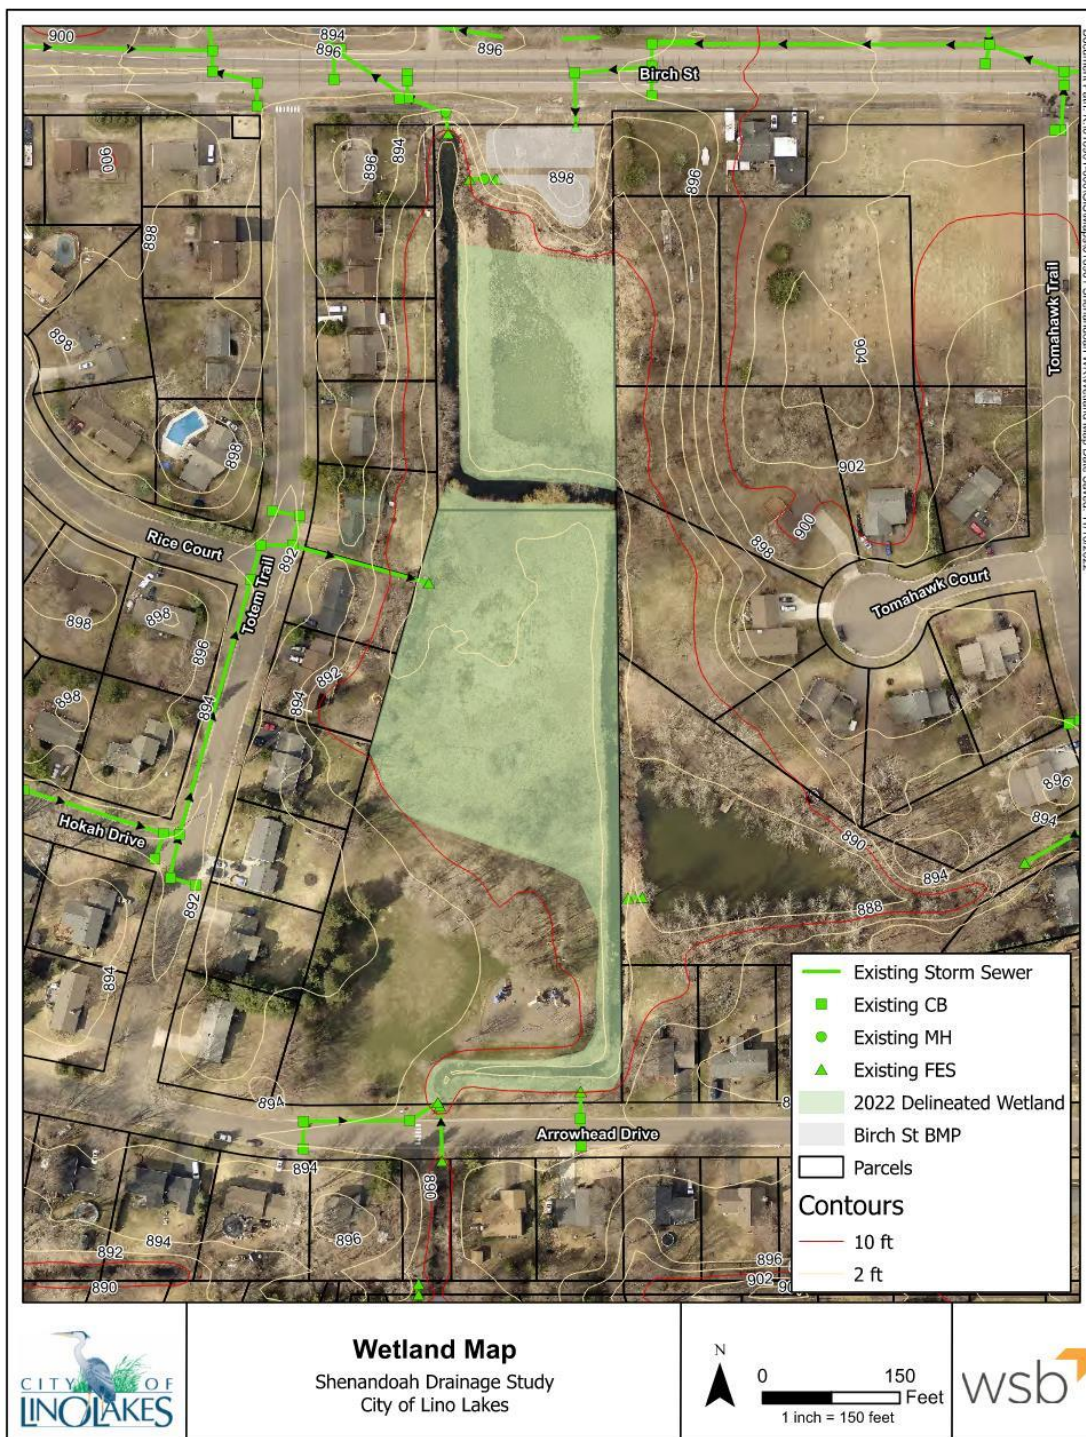 900
894
896
896
Birch St
900
896
894
898
896
898
Tomahawk Trail
898
904
898
898
902
900
892
Rice Court
Totem Trail
898
Tomahawk Court
898
898
896
892
898
894
894
896
Hokah Drive
890
894
894
892
888
894
Existing Storm Sewer
Existing CB
Existing MH
Existing FES
2022 Delineated Wetland
Birch St BMP
Parcels
Contours
10 ft
2 ft
894
Arrowhead Drive
894
890
892
894
896
896
902
890
CITY OF
LINO LAKES
Wetland Map
Shenandoah Drainage Study
City of Lino Lakes
N
0 150
Feet
1 inch = 150 feet
wsb